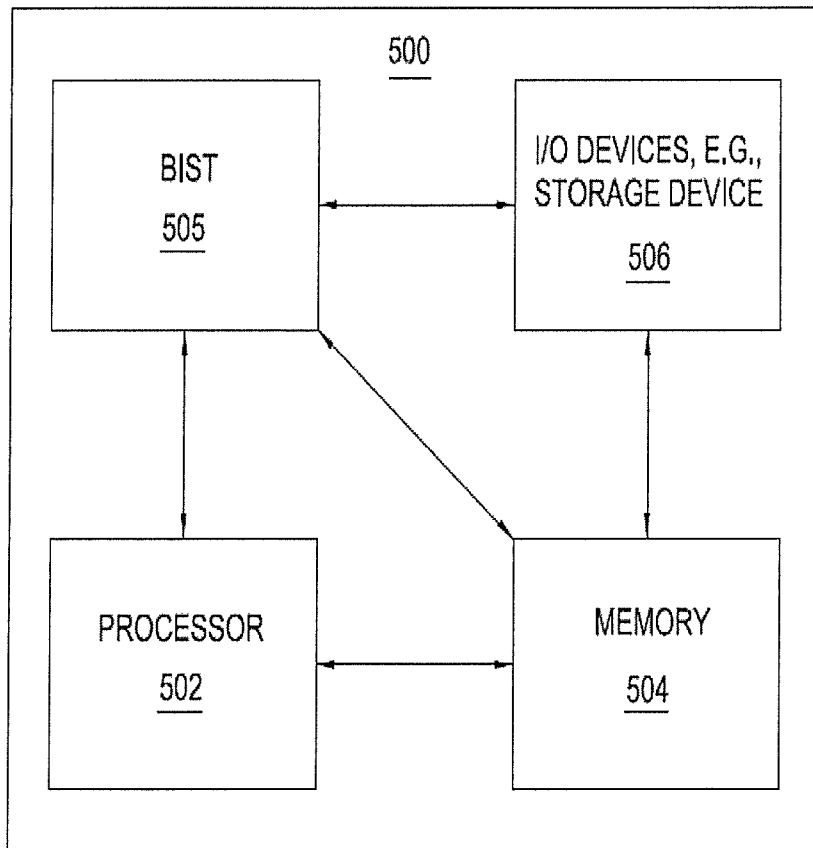 500
BIST
505
I/O DEVICES, E.G.,
STORAGE DEVICE
506
PROCESSOR
502
MEMORY
504